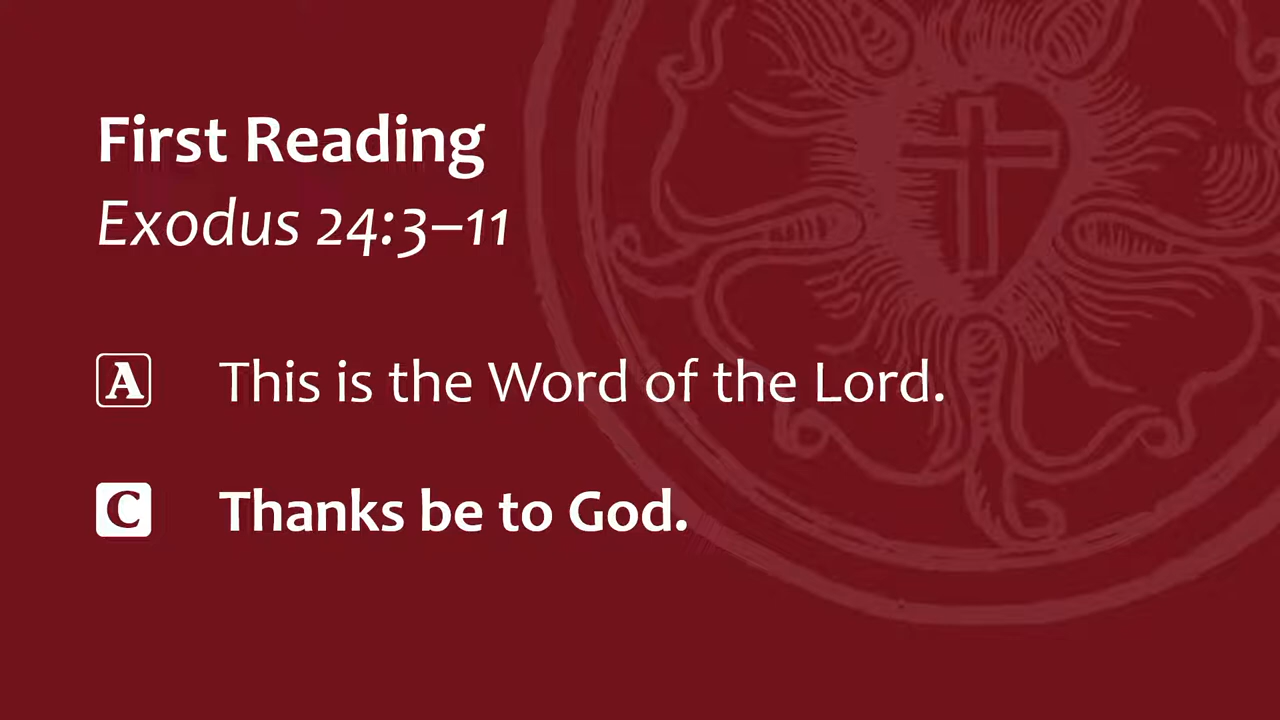 First Reading
Exodus 24:3–11
A This is the Word of the Lord.
C Thanks be to God.